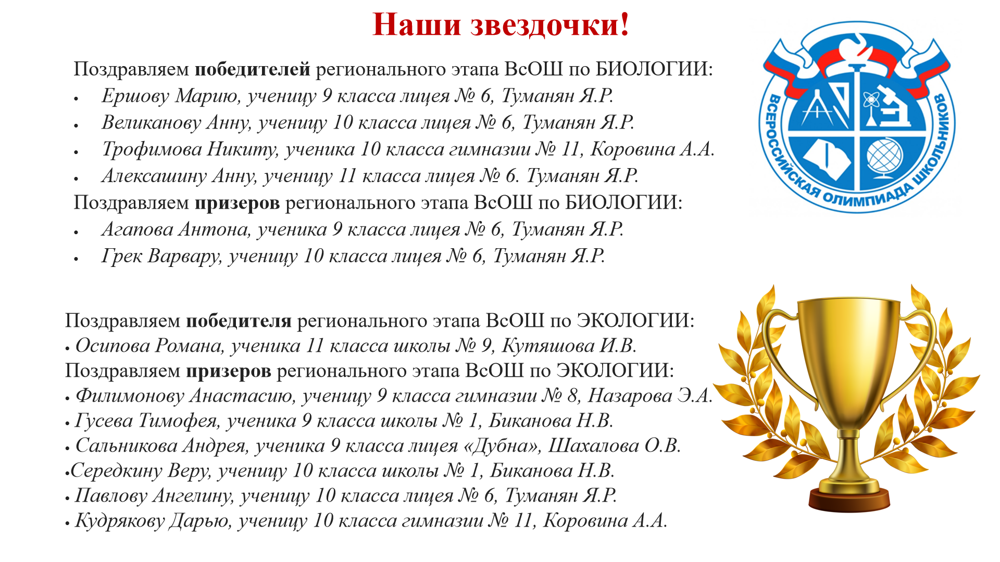 Наши звездочки!
Поздравляем победителей регионального этапа ВсОШ по БИОЛОГИИ:
• Ершову Марию, ученицу 9 класса лицея № 6, Туманян Я.Р.
• Великанову Анну, ученицу 10 класса лицея № 6, Туманян Я.Р.
• Трофимова Никиту, ученика 10 класса гимназии № 11, Коровина А.А.
• Алексашину Анну, ученицу 11 класса лицея № 6. Туманян Я.Р.
Поздравляем призеров регионального этапа ВсОШ по БИОЛОГИИ:
• Агапова Антона, ученика 9 класса лицея № 6, Туманян Я.Р.
• Грек Варвару, ученицу 10 класса лицея № 6, Туманян Я.Р.
ВСЕРОССИЙСКАЯ ОЛИМПИАДА ШКОЛЬНИКОВ
Поздравляем победителя регионального этапа ВсОШ по ЭКОЛОГИИ:
• Осипова Романа, ученика 11 класса школы № 9, Кутяшова И.В.
Поздравляем призеров регионального этапа ВсОШ по ЭКОЛОГИИ:
• Филимонову Анастасию, ученицу 9 класса гимназии № 8, Назарова Э.А.
• Гусева Тимофея, ученика 9 класса школы № 1, Биканова Н.В.
• Сальникова Андрея, ученика 9 класса лицея «Дубна», Шахалова О.В.
•Середкину Веру, ученицу 10 класса школы № 1, Биканова Н.В.
• Павлову Ангелину, ученицу 10 класса лицея № 6, Туманян Я.Р.
• Кудрякову Дарью, ученицу 10 класса гимназии № 11, Коровина А.А.